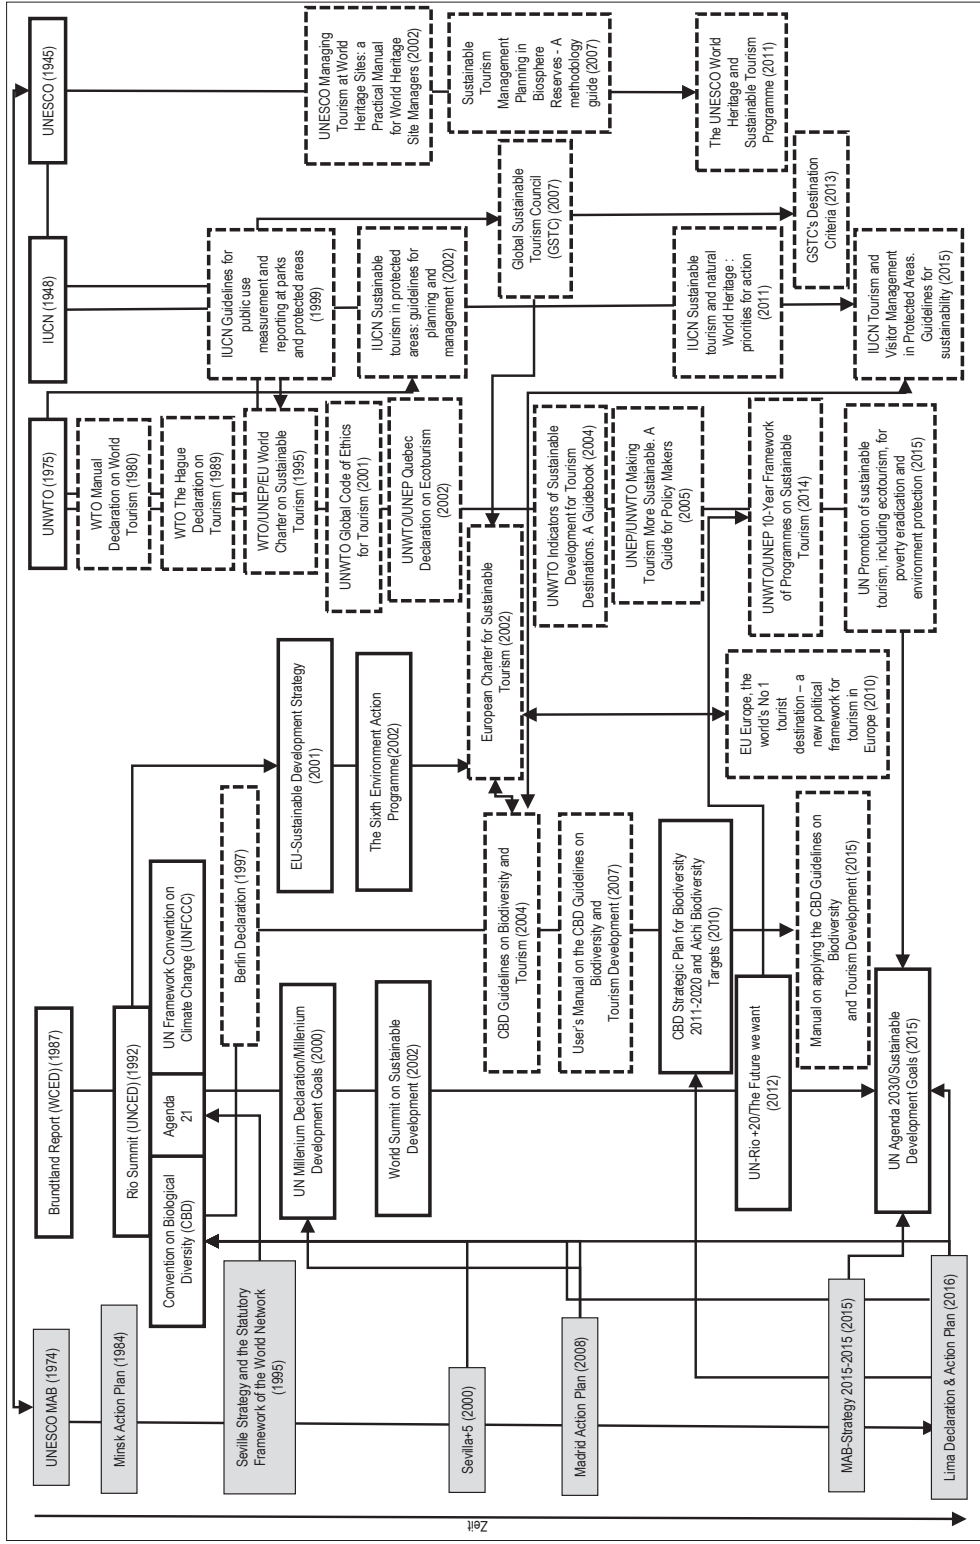 Zeit
UNESCO MAB (1974)
Minsk Action Plan (1984)
Seville Strategy and the Statutory
Framework of the World Network
(1995)
Sevilla+5 (2000)
Madrid Action Plan (2008)
MAB-Strategy 2015-2015 (2015)
Lima Declaration & Action Plan (2016)
Brundtland Report (WCED)) (1987)
Rio Summit (UNCED) (1992)
Convention on Biological
Diversity (CBD)
Agenda
21
UN Framework Convention on
Climate Change (UNFCCC)
Berlin Declaration (1997)
UN Millenium Declaration/Millenium
Development Goals (2000)
World Summit on Sustainable
Development (2002)
CBD Guidelines on Biodiversity and
Tourism (2004)
User's Manual on the CBD Guidelines on
Biodiversity and
Tourism Development (2007)
CBD Strategic Plan for Biodiversity
2011-2020 and Aichi Biodiversity
Targets (2010)
UN-Rio +20/The Future we want
(2012)
Manual on applying the CBD Guidelines on
Biodiversity
and Tourism Development (2015)
UN Agenda 2030/Sustainable
Development Goals (2015)
EU-Sustainable Development Strategy
(2001)
The Sixth Environment Action
Programme(2002)
European Charter for Sustainable
Tourism (2002)
EU Europe, the
world's No 1
tourist
destination – a
new political
framework for
tourism in
Europe (2010)
UNWTO (1975)
WTO Manual
Declaration on World
Tourism (1980)
WTO The Hague
Declaration on
Tourism (1989)
WTO/UNEP/EU World
Charter on Sustainable
Tourism (1995)
UNWTO Global Code of Ethics
for Tourism (2001)
UNWTO/UNEP Quebec
Declaration on Ecotourism
(2002)
UNWTO Indicators of Sustainable
Development for Tourism
Destinations. A Guidebook (2004)
UNEP/UNWTO Making
Tourism More Sustainable. A
Guide for Policy Makers
(2005)
UNWTO/UNEP 10-Year Framework
of Programmes on Sustainable
Tourism (2014)
UN Promotion of sustainable
tourism, including ecotourism, for
poverty eradication and
environment protection (2015)
IUCN (1948)
IUCN Guidelines for
public use
measurement and
reporting at parks
and protected areas
(1999)
IUCN Sustainable
tourism in protected
areas: guidelines for
planning and
management (2002)
Global Sustainable
Tourism Council
(GSTC) (2007)
IUCN Sustainable
tourism and natural
World Heritage :
priorities for action
(2011)
GSTC's Destination
Criteria (2013)
IUCN Tourism and
Visitor Management
in Protected Areas.
Guidelines for
sustainability (2015)
UNESCO (1945)
UNESCO Managing
Tourism at World
Heritage Sites: a
Practical Manual
for World Heritage
Site Managers (2002)
Sustainable
Tourism
Management
Planning in
Biosphere
Reserves - A
methodology
guide (2007)
The UNESCO World
Heritage and
Sustainable Tourism
Programme (2011)